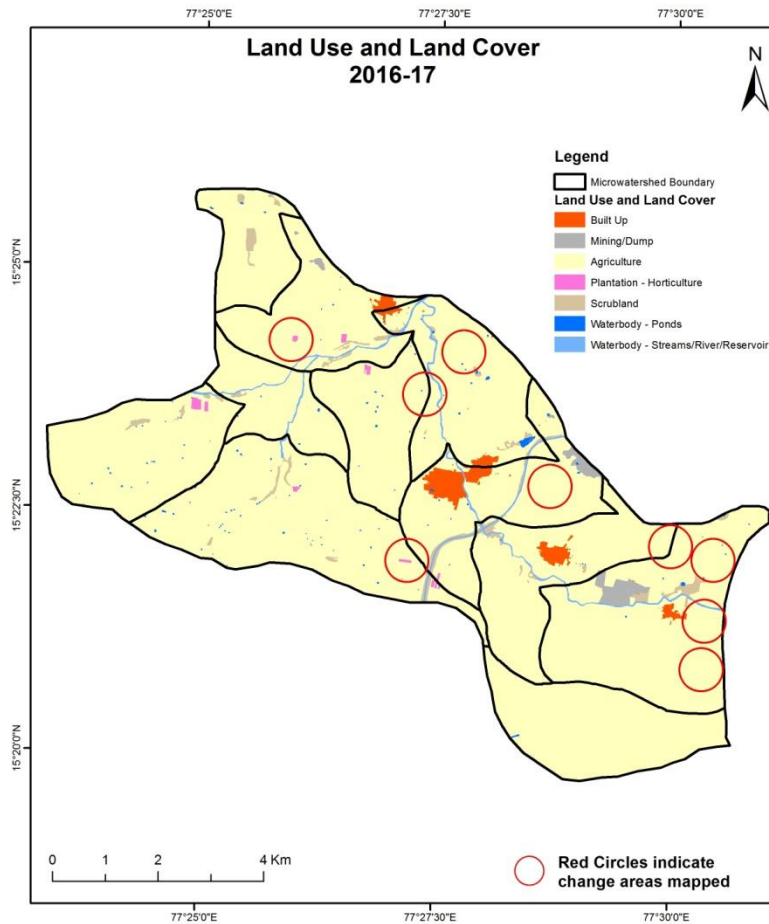 77°25'0"E 77°27'30"E 77°30'0"E
Land Use and Land Cover
2016-17
N
Legend
Microwatershed Boundary
Land Use and Land Cover
Built Up
Mining/Dump
Agriculture
Plantation - Horticulture
Scrubland
Waterbody - Ponds
Waterbody - Streams/River/Reservoir
15°25'0"N
15°22'30"N
15°20'0"N
0 1 2 4 Km
Red Circles indicate
change areas mapped
77°25'0"E 77°27'30"E 77°30'0"E